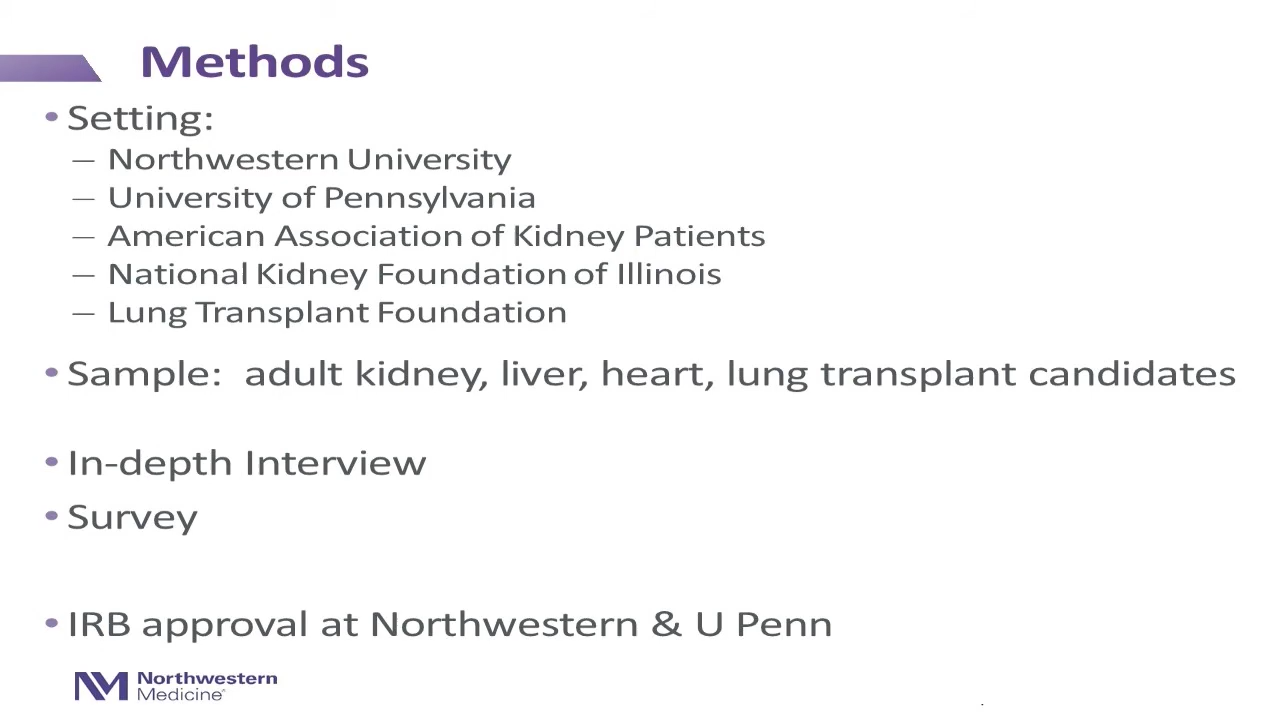 Methods
• Setting:
– Northwestern University
– University of Pennsylvania
– American Association of Kidney Patients
– National Kidney Foundation of Illinois
– Lung Transplant Foundation
• Sample: adult kidney, liver, heart, lung transplant candidates
• In-depth Interview
• Survey
• IRB approval at Northwestern & U Penn
NM Northwestern
Medicine®